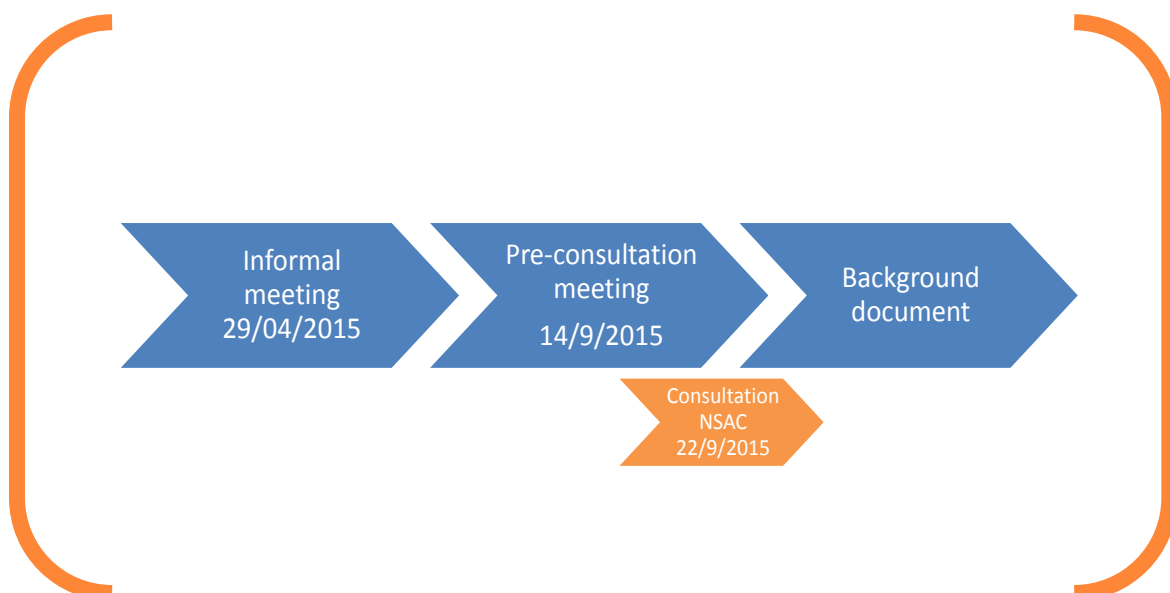 Informal
meeting
29/04/2015
Pre-consultation
meeting
14/9/2015
Background
document
Consultation
NSAC
22/9/2015